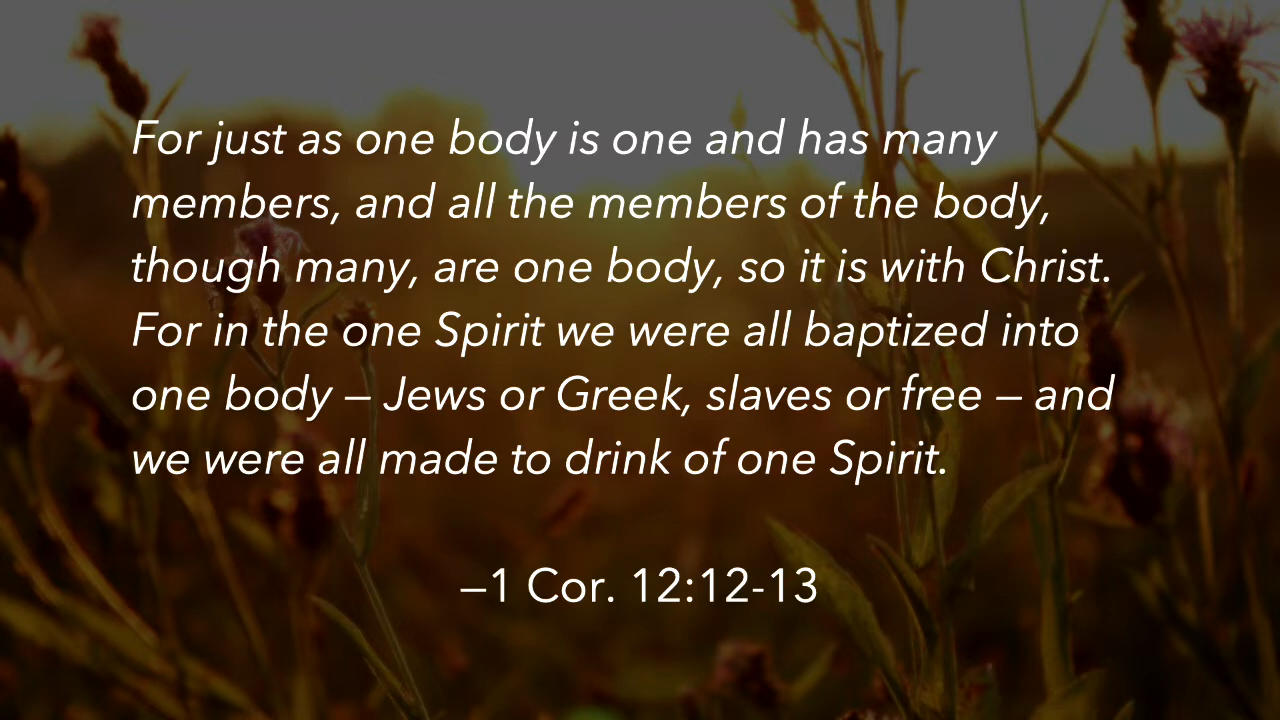 For just as one body is one and has many
members, and all the members of the body,
though many, are one body, so it is with Christ.
For in the one Spirit we were all baptized into
one body – Jews or Greek, slaves or free – and
we were all made to drink of one Spirit.
–1 Cor. 12:12-13